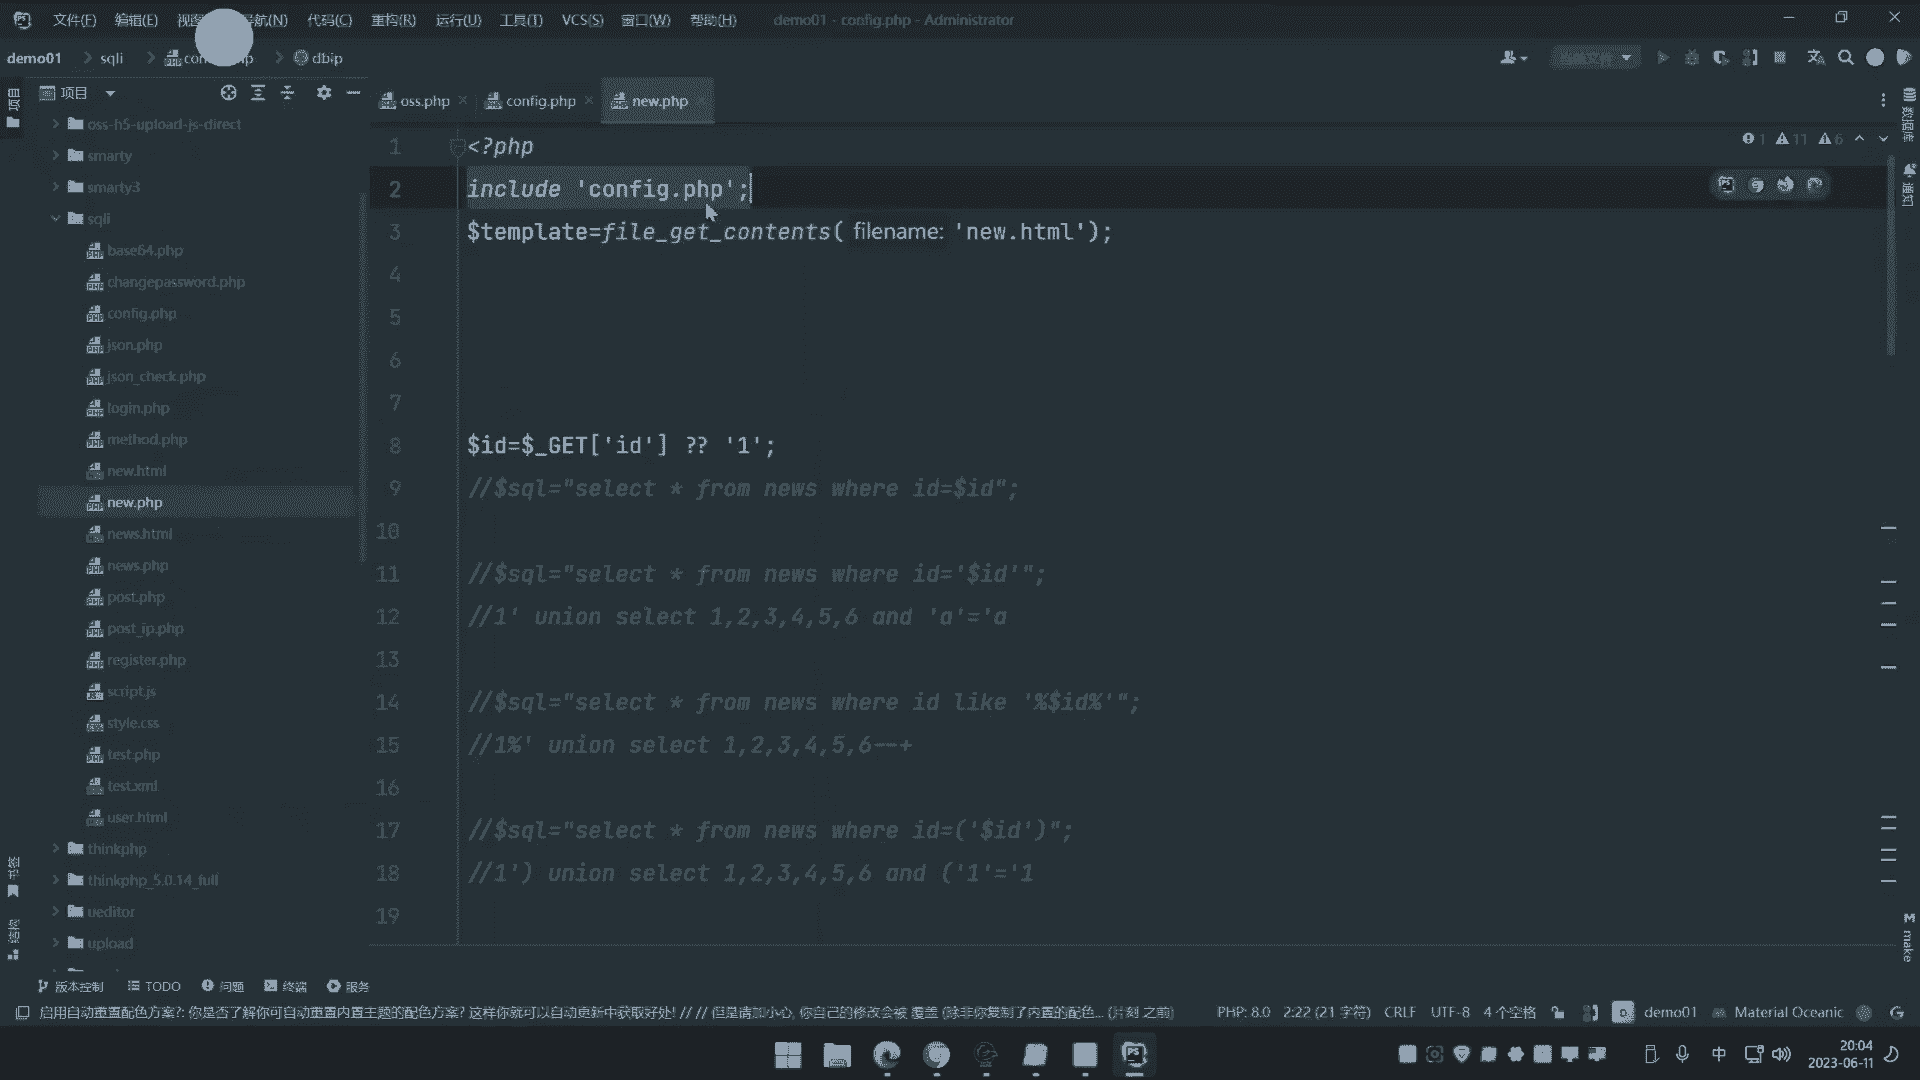 文件(F) 编辑(E) 视图 导航(N) 代码(C) 重构(R) 运行(U) 工具(T) VCS(S) 窗口(W) 帮助(H) demo01 - config.php - Administrator
demo01 sqli dbip
项目
oss.php config.php new.php
oss-h5-upload-js-direct
smarty
smarty3
sqli
base64.php
changepassword.php
config.php
json.php
json_check.php
login.php
method.php
new.html
new.php
news.html
news.php
post.php
post_ip.php
register.php
script.js
style.css
test.php
test.xml
user.html
thinkphp
thinkphp_5.0.14_full
ueditor
upload
1 <?php
2 include 'config.php';
3 $template=file_get_contents( filename: 'new.html');
4
5
6
7
8 $id=$_GET['id'] ?? '1';
9 //$sql="select * from news where id=$id";
10
11 //$sql="select * from news where id='$id'";
12 //1' union select 1,2,3,4,5,6 and 'a'='a
13
14 //$sql="select * from news where id like '%$id%'";
15 //1%' union select 1,2,3,4,5,6--+
16
17 //$sql="select * from news where id=('$id')";
18 //1') union select 1,2,3,4,5,6 and ('1'='1
19
1 11 6
项目
书签
结构
数据库
通知
M make
版本控制 TODO 问题 终端 服务
启用自动重置配色方案?: 你是否了解你可自动重置内置主题的配色方案? 这样你就可以自动更新中获取好处! // // 但是请加小心, 你自己的修改会被 覆盖 (除非你复制了内置的配色... (片刻 之前)
PHP: 8.0 2:22 (21 字符) CRLF UTF-8 4 个空格 demo01 Material Oceanic
中 20:04
2023-06-11